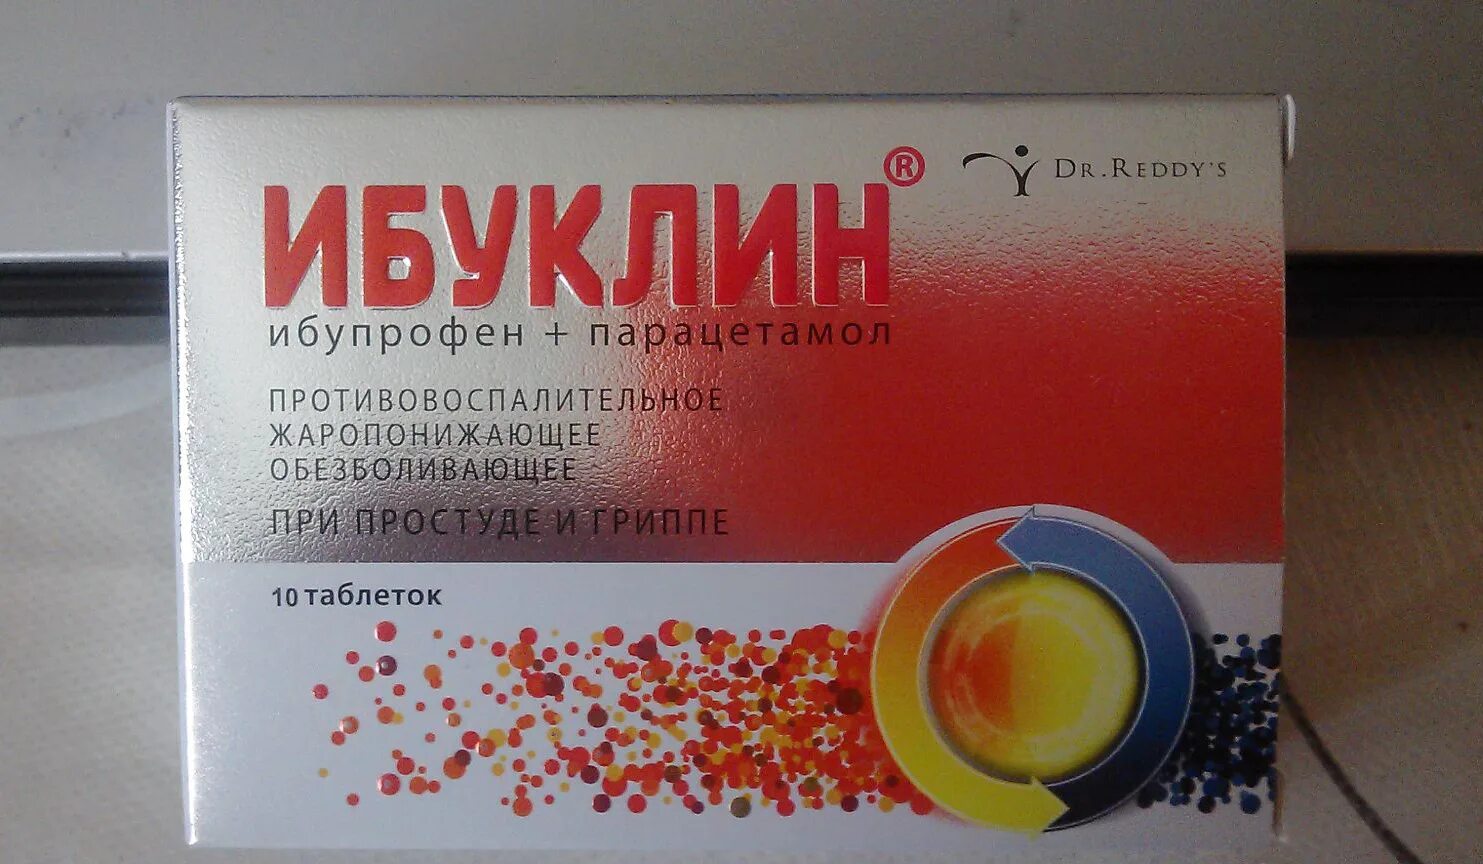 ИБУКЛИН®
DR.REDDY'S
ибупрофен + парацетамол
ПРОТИВОВОСПАЛИТЕЛЬНОЕ
ЖАРОПОНИЖАЮЩЕЕ
ОБЕЗБОЛИВАЮЩЕЕ
ПРИ ПРОСТУДЕ И ГРИППЕ
10 таблеток